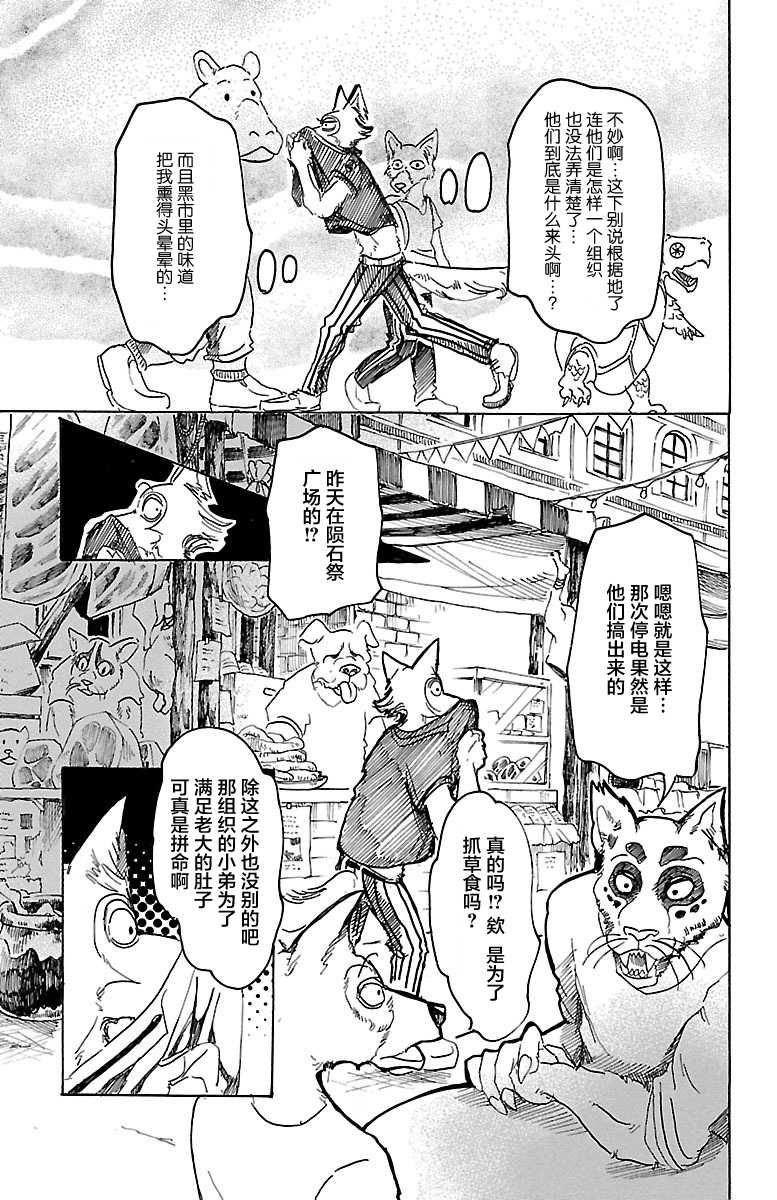 不妙啊…这下别说根据地了
连他们是怎样一个组织
也没法弄清楚了…
他们到底是什么来头啊…?
而且黑市里的味道
把我熏得头晕晕的…
昨天在陨石祭
广场的!?
嗯嗯就是这样…
那次停电果然是
他们搞出来的
真的吗!?欸 是为了
抓草食吗?
除这之外也没别的吧
那组织的小弟为了
满足老大的肚子
可真是拼命啊